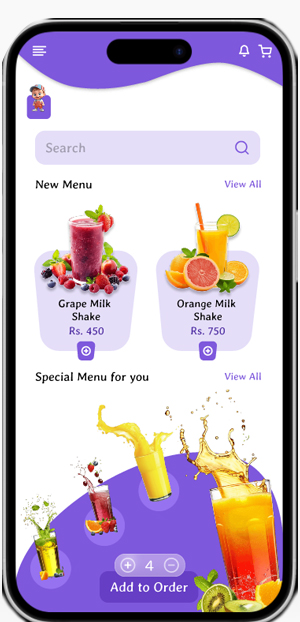 Search
New Menu View All
Grape Milk
Shake
Rs. 450
Orange Milk
Shake
Rs. 750
Special Menu for you View All
4
Add to Order